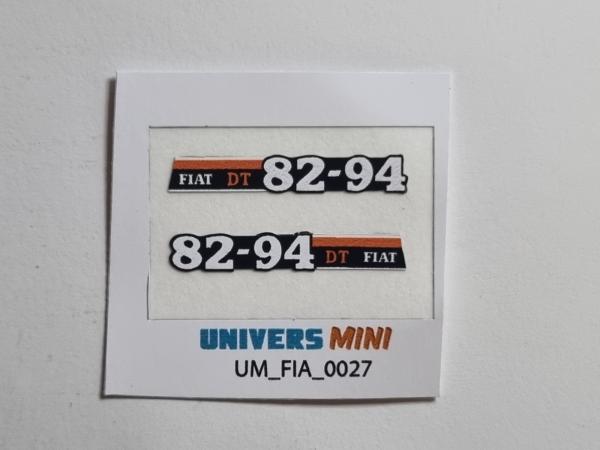 FIAT DT 82-94
82-94 DT FIAT
UNIVERS MINI
UM_FIA_0027